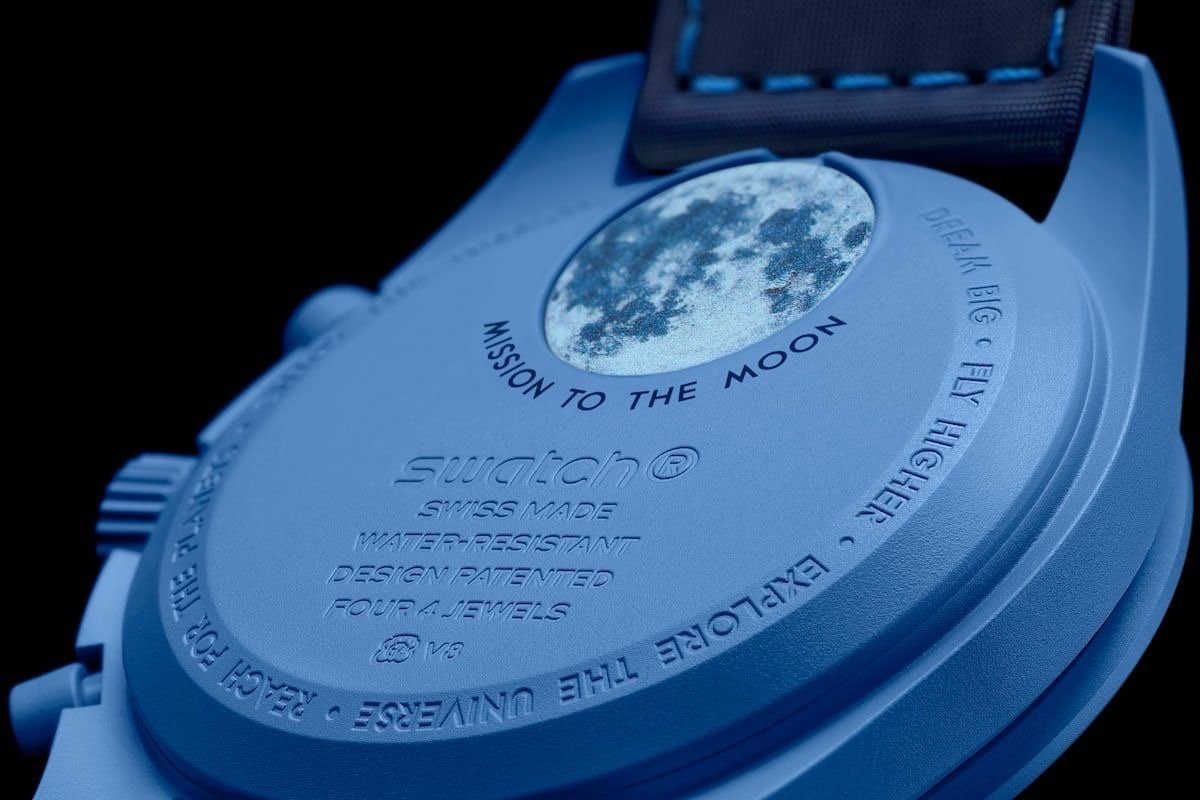 MISSION TO THE MOON
swatch®
SWISS MADE
WATER-RESISTANT
DESIGN PATENTED
FOUR 4 JEWELS
V8
DREAM BIG • FLY HIGHER • EXPLORE THE UNIVERSE • REACH FOR THE PLANETS •